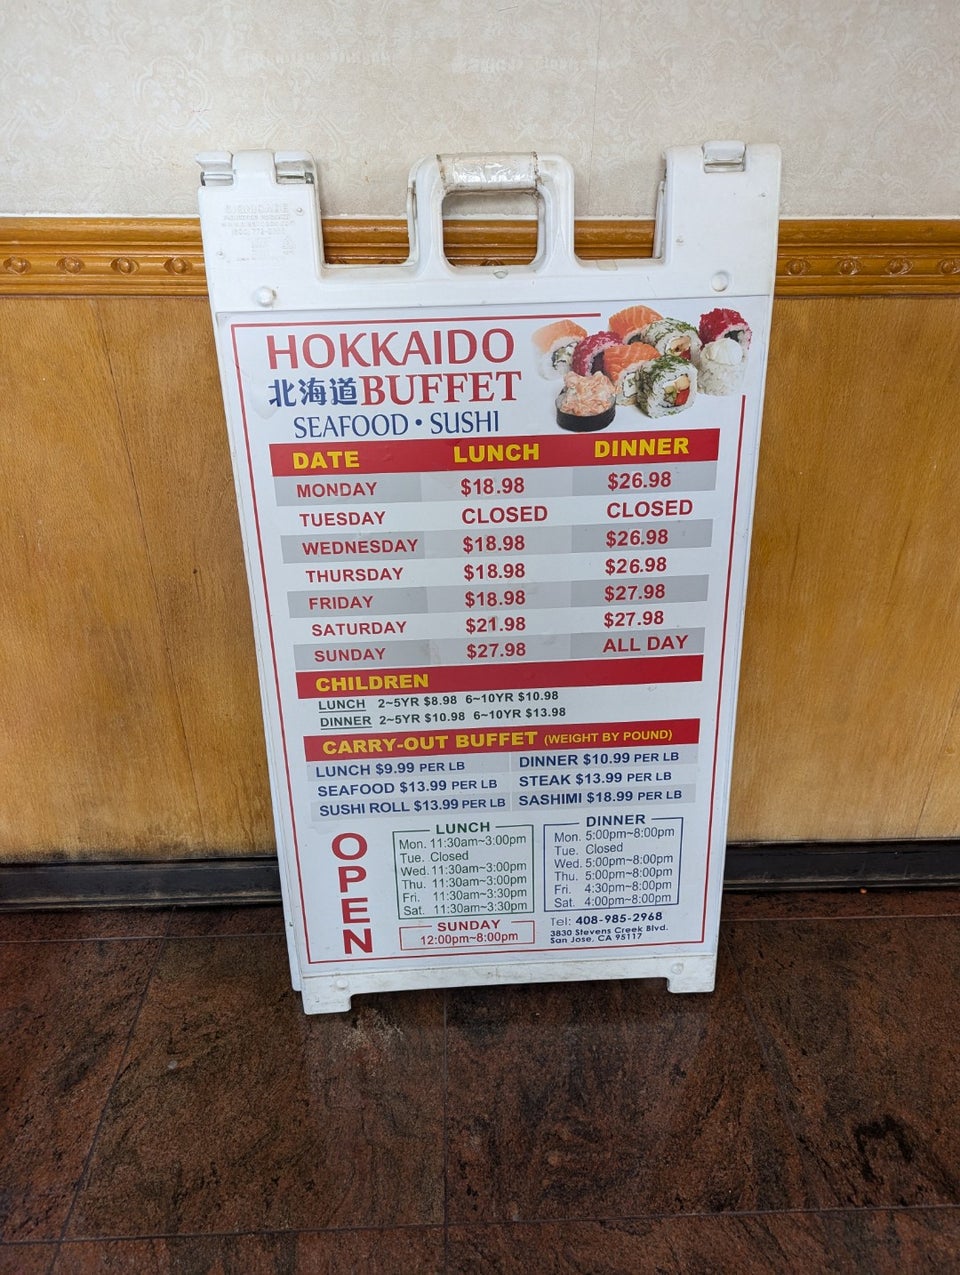 HOKKAIDO
北海道 BUFFET
SEAFOOD • SUSHI
DATE LUNCH DINNER
MONDAY $18.98 $26.98
TUESDAY CLOSED CLOSED
WEDNESDAY $18.98 $26.98
THURSDAY $18.98 $26.98
FRIDAY $18.98 $27.98
SATURDAY $21.98 $27.98
SUNDAY $27.98 ALL DAY
CHILDREN
LUNCH 2~5YR $8.98 6~10YR $10.98
DINNER 2~5YR $10.98 6~10YR $13.98
CARRY-OUT BUFFET (WEIGHT BY POUND)
LUNCH $9.99 PER LB DINNER $10.99 PER LB
SEAFOOD $13.99 PER LB STEAK $13.99 PER LB
SUSHI ROLL $13.99 PER LB SASHIMI $18.99 PER LB
OPEN
LUNCH
Mon. 11:30am~3:00pm
Tue. Closed
Wed. 11:30am~3:00pm
Thu. 11:30am~3:00pm
Fri. 11:30am~3:30pm
Sat. 11:30am~3:30pm
DINNER
Mon. 5:00pm~8:00pm
Tue. Closed
Wed. 5:00pm~8:00pm
Thu. 5:00pm~8:00pm
Fri. 4:30pm~8:00pm
Sat. 4:00pm~8:00pm
SUNDAY
12:00pm~8:00pm
Tel: 408-985-2968
3830 Stevens Creek Blvd.
San Jose, CA 95117